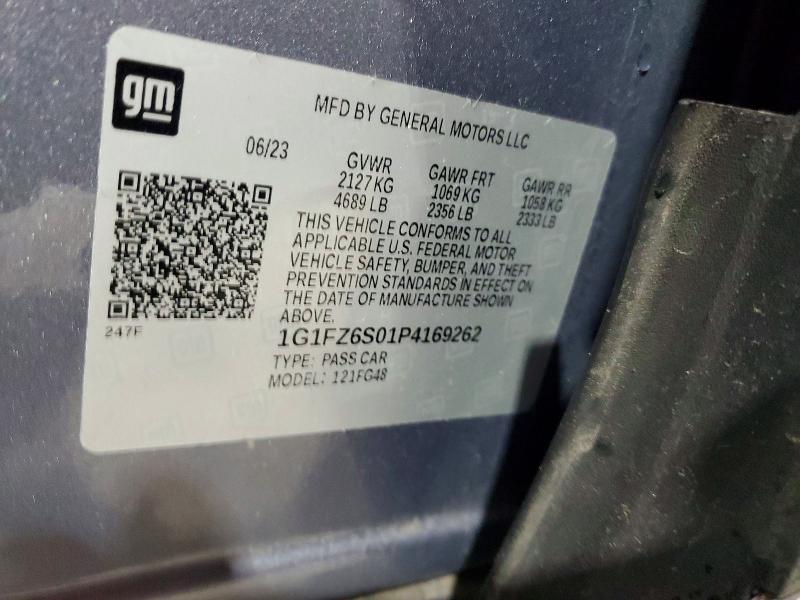 gm
MFD BY GENERAL MOTORS LLC
06/23
GVWR GAWR FRT GAWR RR
2127 KG 1069 KG 1058 KG
4689 LB 2356 LB 2333 LB
THIS VEHICLE CONFORMS TO ALL
APPLICABLE U.S. FEDERAL MOTOR
VEHICLE SAFETY, BUMPER, AND THEFT
PREVENTION STANDARDS IN EFFECT ON
THE DATE OF MANUFACTURE SHOWN
ABOVE.
247F
1G1FZ6S01P4169262
TYPE: PASS CAR
MODEL: 121FG48